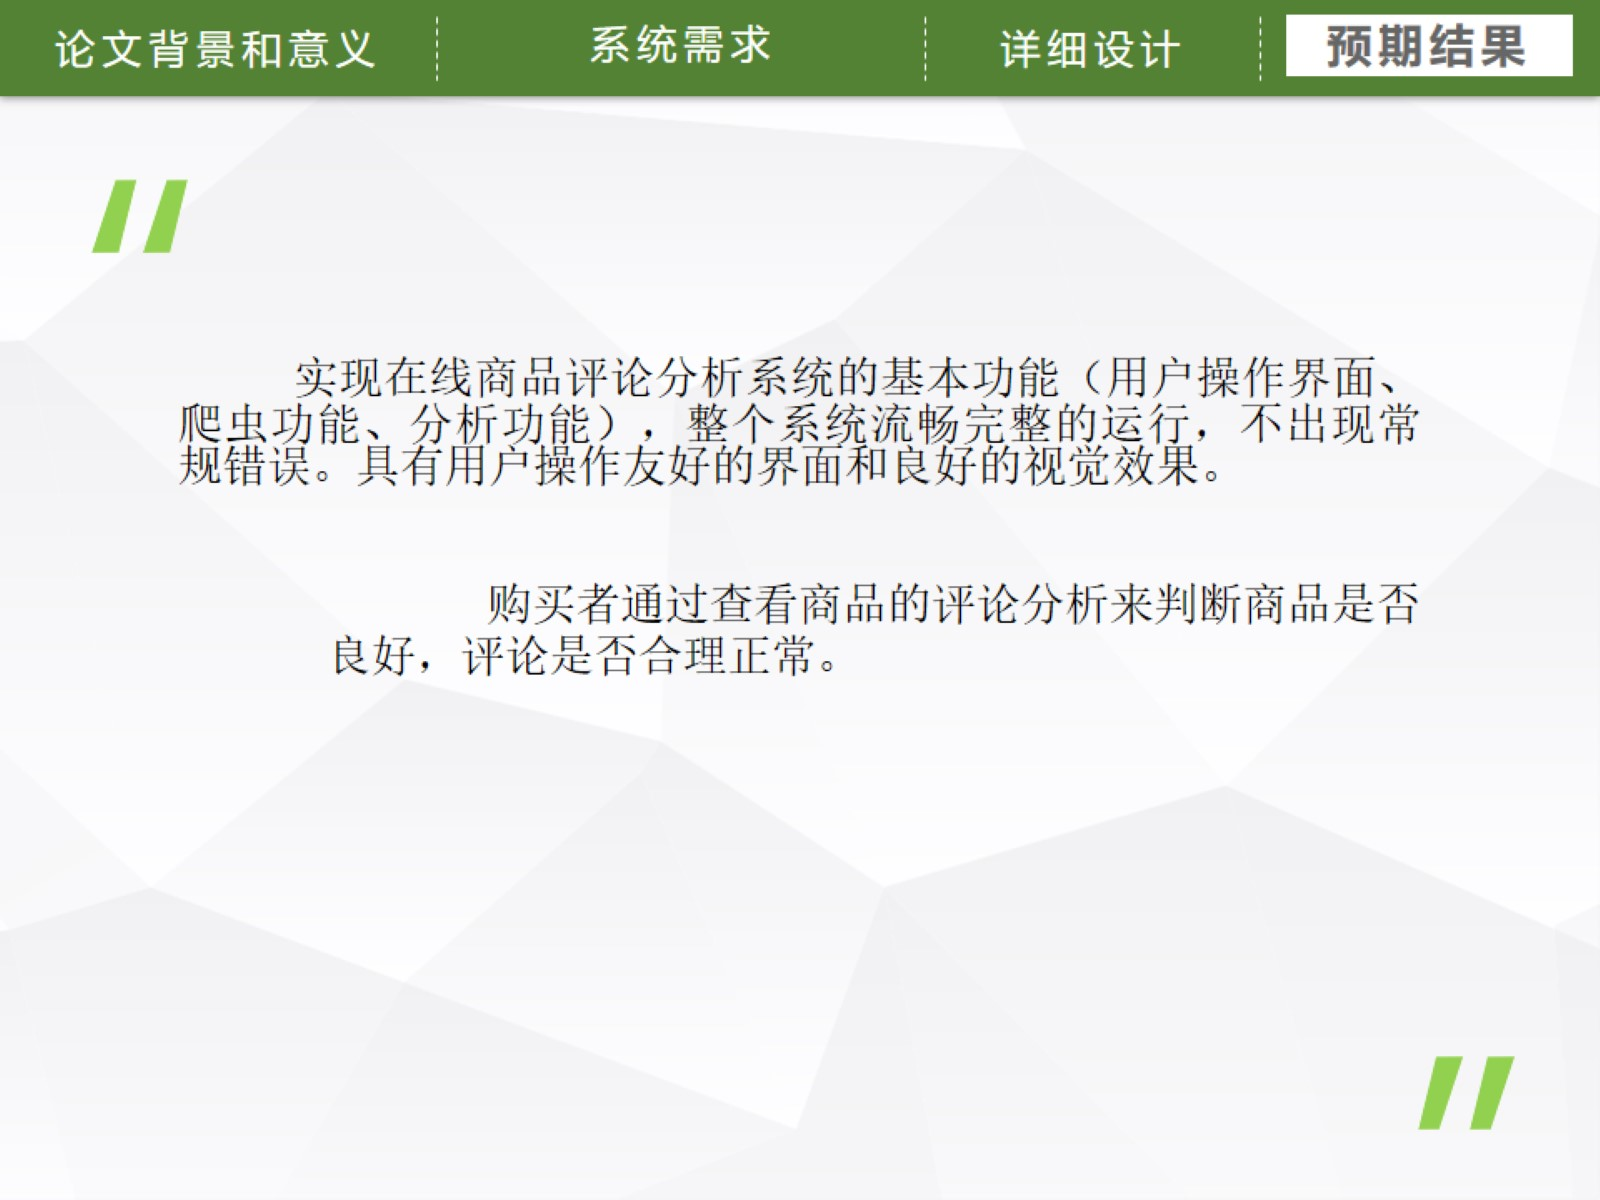 论文背景和意义
系统需求
详细设计
预期结果
实现在线商品评论分析系统的基本功能（用户操作界面、
爬虫功能、分析功能），整个系统流畅完整的运行，不出现常
规错误。具有用户操作友好的界面和良好的视觉效果。
购买者通过查看商品的评论分析来判断商品是否
良好，评论是否合理正常。